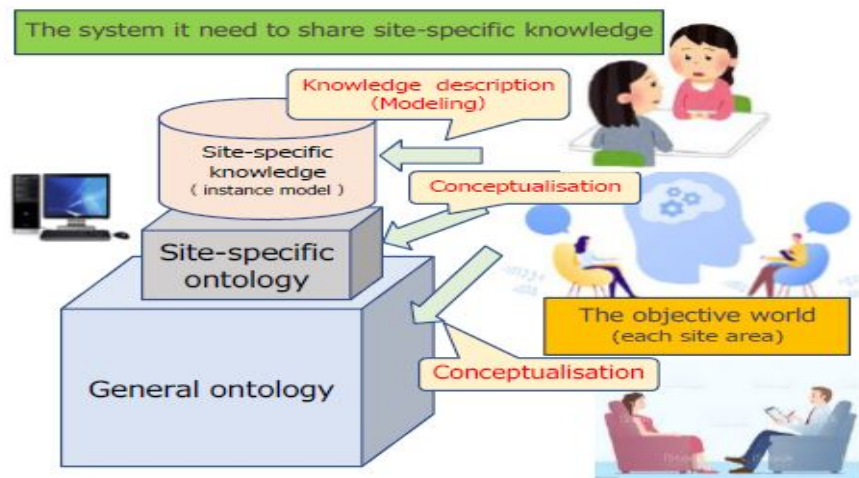 The system it need to share site-specific knowledge
Knowledge description
(Modeling)
Site-specific
knowledge
( instance model )
Conceptualisation
Site-specific
ontology
The objective world
(each site area)
General ontology
Conceptualisation